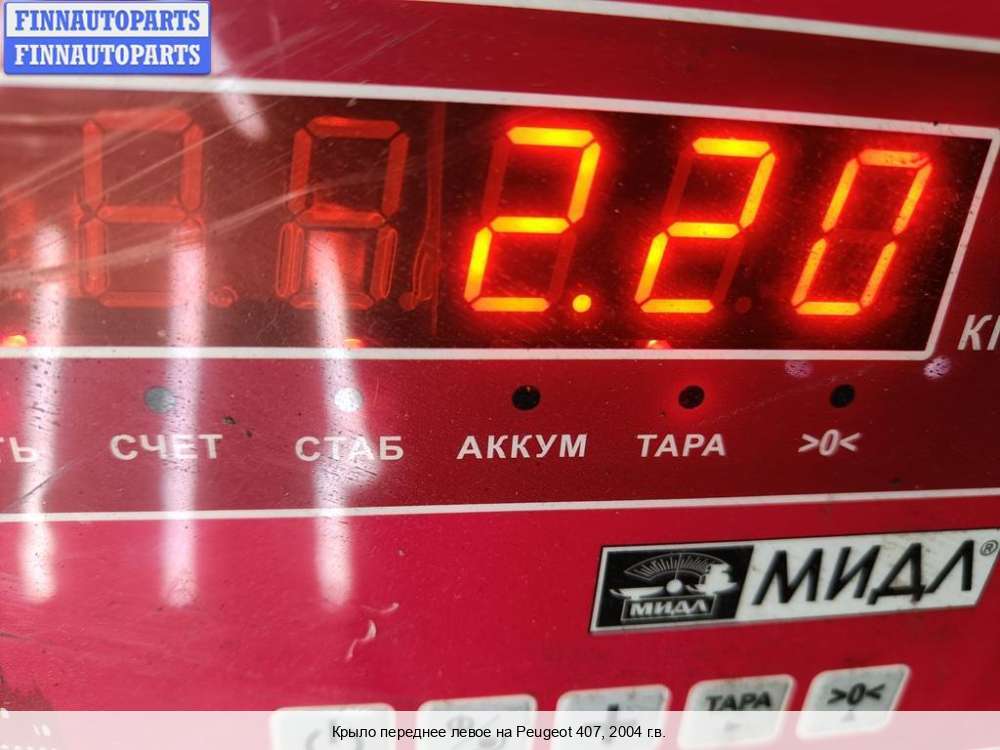 FINNAUTOPARTS
FINNAUTOPARTS
2.20
СЧЕТ СТАБ АККУМ ТАРА >0<
МИДЛ
МИДЛ®
ТАРА >0<
Крыло переднее левое на Peugeot 407, 2004 г.в.